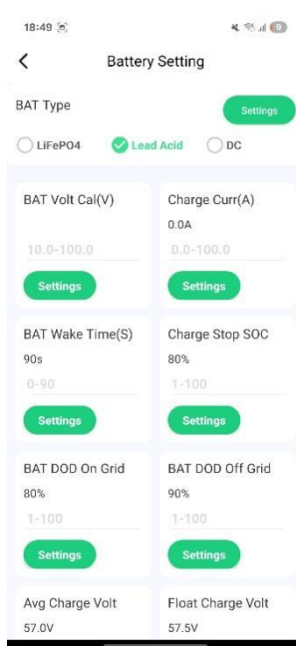 18:49
Battery Setting
BAT Type
Settings
LiFePO4 Lead Acid DC
BAT Volt Cal(V)
10.0-100.0
Settings
Charge Curr(A)
0.0A
0.0-100.0
Settings
BAT Wake Time(S)
90s
0-90
Settings
Charge Stop SOC
80%
1-100
Settings
BAT DOD On Grid
80%
1-100
Settings
BAT DOD Off Grid
90%
1-100
Settings
Avg Charge Volt
57.0V
Float Charge Volt
57.5V